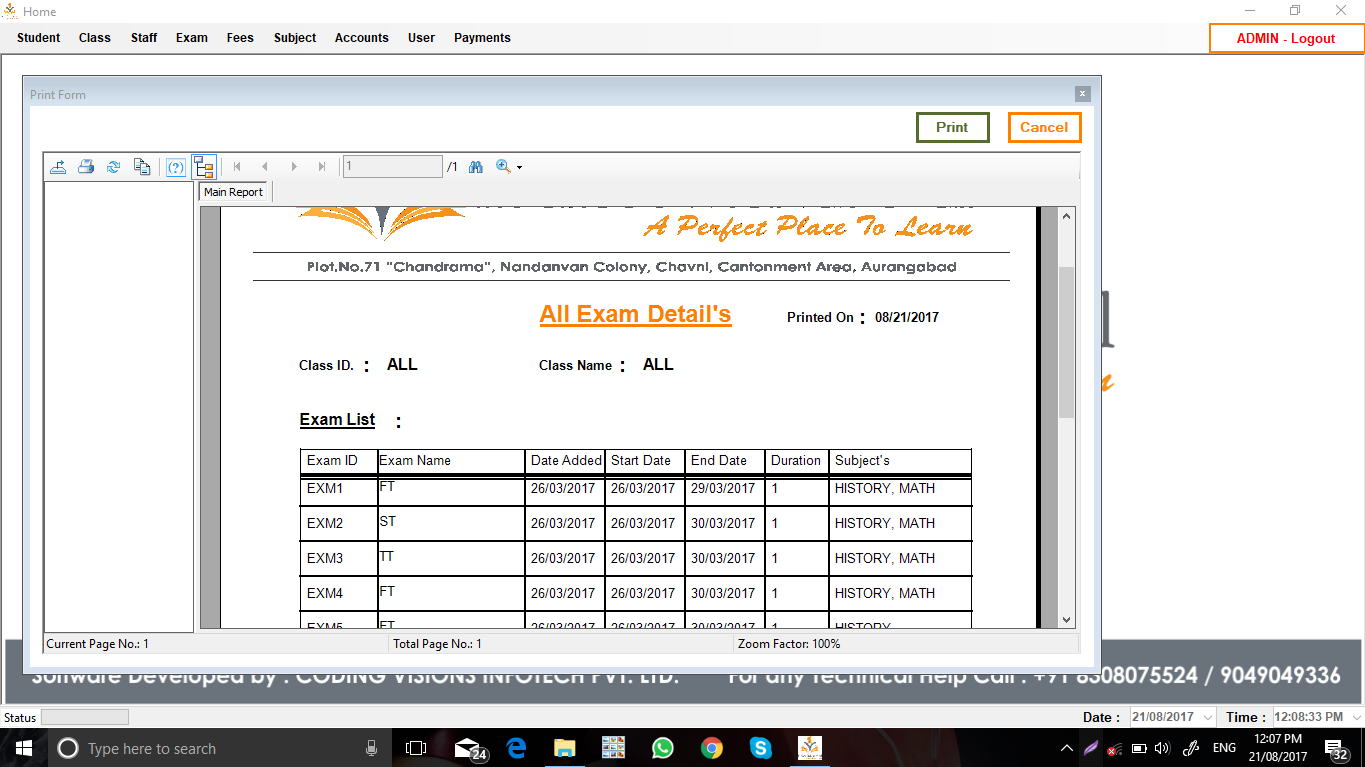 Home
Student Class Staff Exam Fees Subject Accounts User Payments ADMIN - Logout
Print Form
x
Print Cancel
(?) 1 /1
Main Report
A Perfect Place To Learn
Plot.No.71 "Chandrama", Nandanvan Colony, Chavni, Cantonment Area, Aurangabad
All Exam Detail's Printed On : 08/21/2017
Class ID. : ALL Class Name : ALL
Exam List :
Exam ID Exam Name Date Added Start Date End Date Duration Subject's
EXM1 FT 26/03/2017 26/03/2017 29/03/2017 1 HISTORY, MATH
EXM2 ST 26/03/2017 26/03/2017 30/03/2017 1 HISTORY, MATH
EXM3 TT 26/03/2017 26/03/2017 30/03/2017 1 HISTORY, MATH
EXM4 FT 26/03/2017 26/03/2017 30/03/2017 1 HISTORY, MATH
EXM5 FT 26/03/2017 26/03/2017 30/03/2017 1 HISTORY,
Current Page No.: 1 Total Page No.: 1 Zoom Factor: 100%
Software Developed by : CODING VISIONS INFOTECH PVT. LTD. For any Technical Help Call : +91 8308075524 / 9049049336
Status Date : 21/08/2017 Time : 12:08:33 PM
Type here to search 24 ENG 12:07 PM
21/08/2017 32